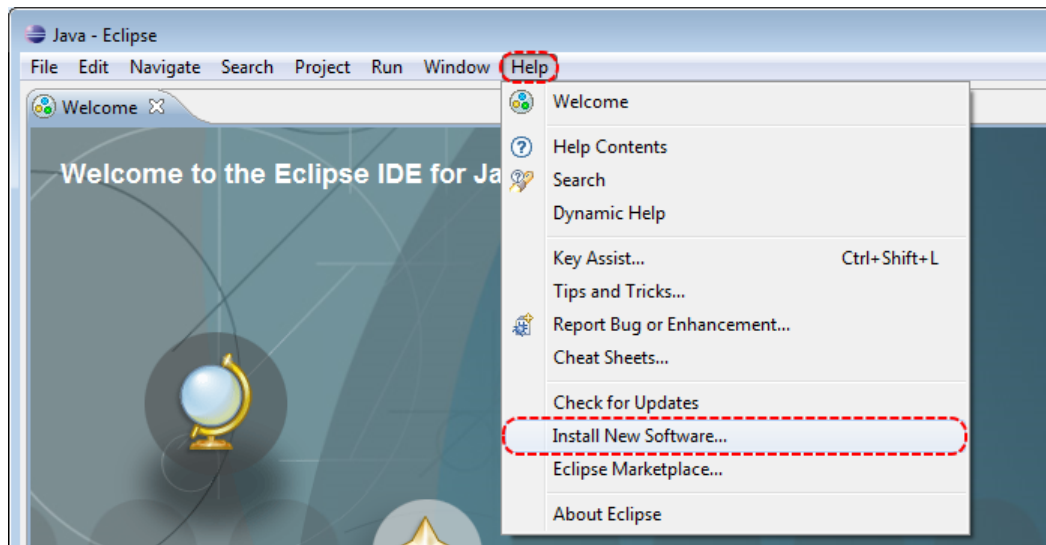 Java - Eclipse
File Edit Navigate Search Project Run Window Help
Welcome
Welcome to the Eclipse IDE for Ja
Welcome
Help Contents
Search
Dynamic Help
Key Assist... Ctrl+Shift+L
Tips and Tricks...
Report Bug or Enhancement...
Cheat Sheets...
Check for Updates
Install New Software...
Eclipse Marketplace...
About Eclipse